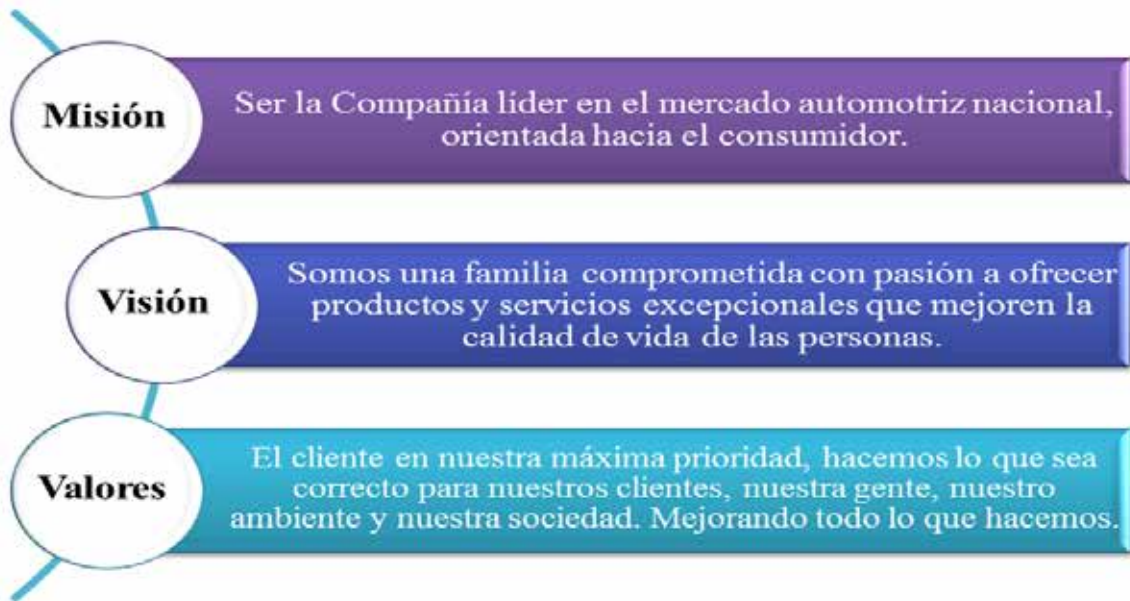 Misión
Ser la Compañía líder en el mercado automotriz nacional,
orientada hacia el consumidor.
Visión
Somos una familia comprometida con pasión a ofrecer
productos y servicios excepcionales que mejoren la
calidad de vida de las personas.
Valores
El cliente en nuestra máxima prioridad, hacemos lo que sea
correcto para nuestros clientes, nuestra gente, nuestro
ambiente y nuestra sociedad. Mejorando todo lo que hacemos.